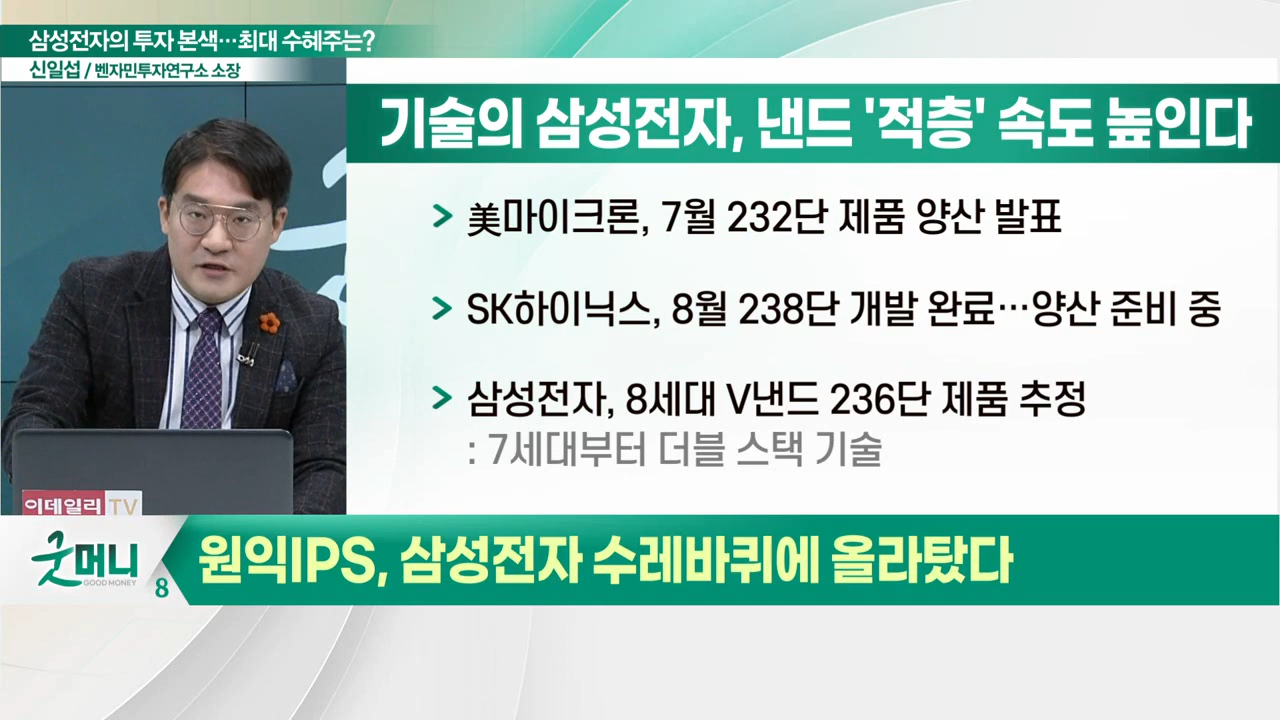 삼성전자의 투자 본색…최대 수혜주는?
신일섭 / 벤자민투자연구소 소장
기술의 삼성전자, 낸드 '적층' 속도 높인다
> 美마이크론, 7월 232단 제품 양산 발표
> SK하이닉스, 8월 238단 개발 완료…양산 준비 중
> 삼성전자, 8세대 V낸드 236단 제품 추정
: 7세대부터 더블 스택 기술
이데일리 TV
굿머니
GOOD MONEY
8
원익IPS, 삼성전자 수레바퀴에 올라탔다